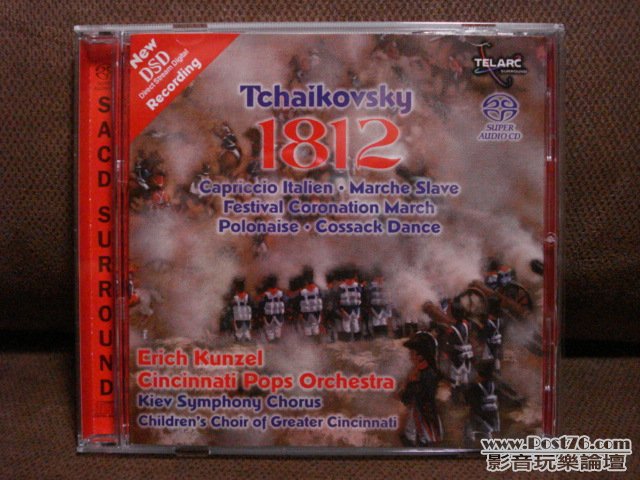 SACD SURROUND
New
DSD
Direct Stream Digital
Recording
TELARC
SURROUND
SUPER
AUDIO CD
Tchaikovsky
1812
Capriccio Italien • Marche Slave
Festival Coronation March
Polonaise • Cossack Dance
Erich Kunzel
Cincinnati Pops Orchestra
Kiev Symphony Chorus
Children's Choir of Greater Cincinnati
www.Post76.com
影音玩樂論壇